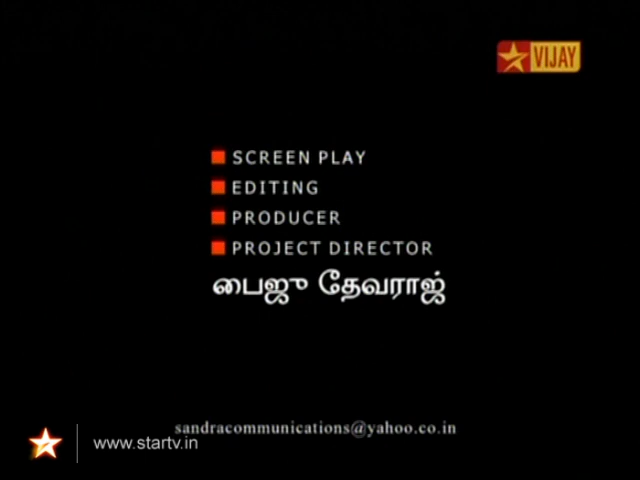 VIJAY
SCREEN PLAY
EDITING
PRODUCER
PROJECT DIRECTOR
பைஜு தேவராஜ்
sandracommunications@yahoo.co.in
www.startv.in